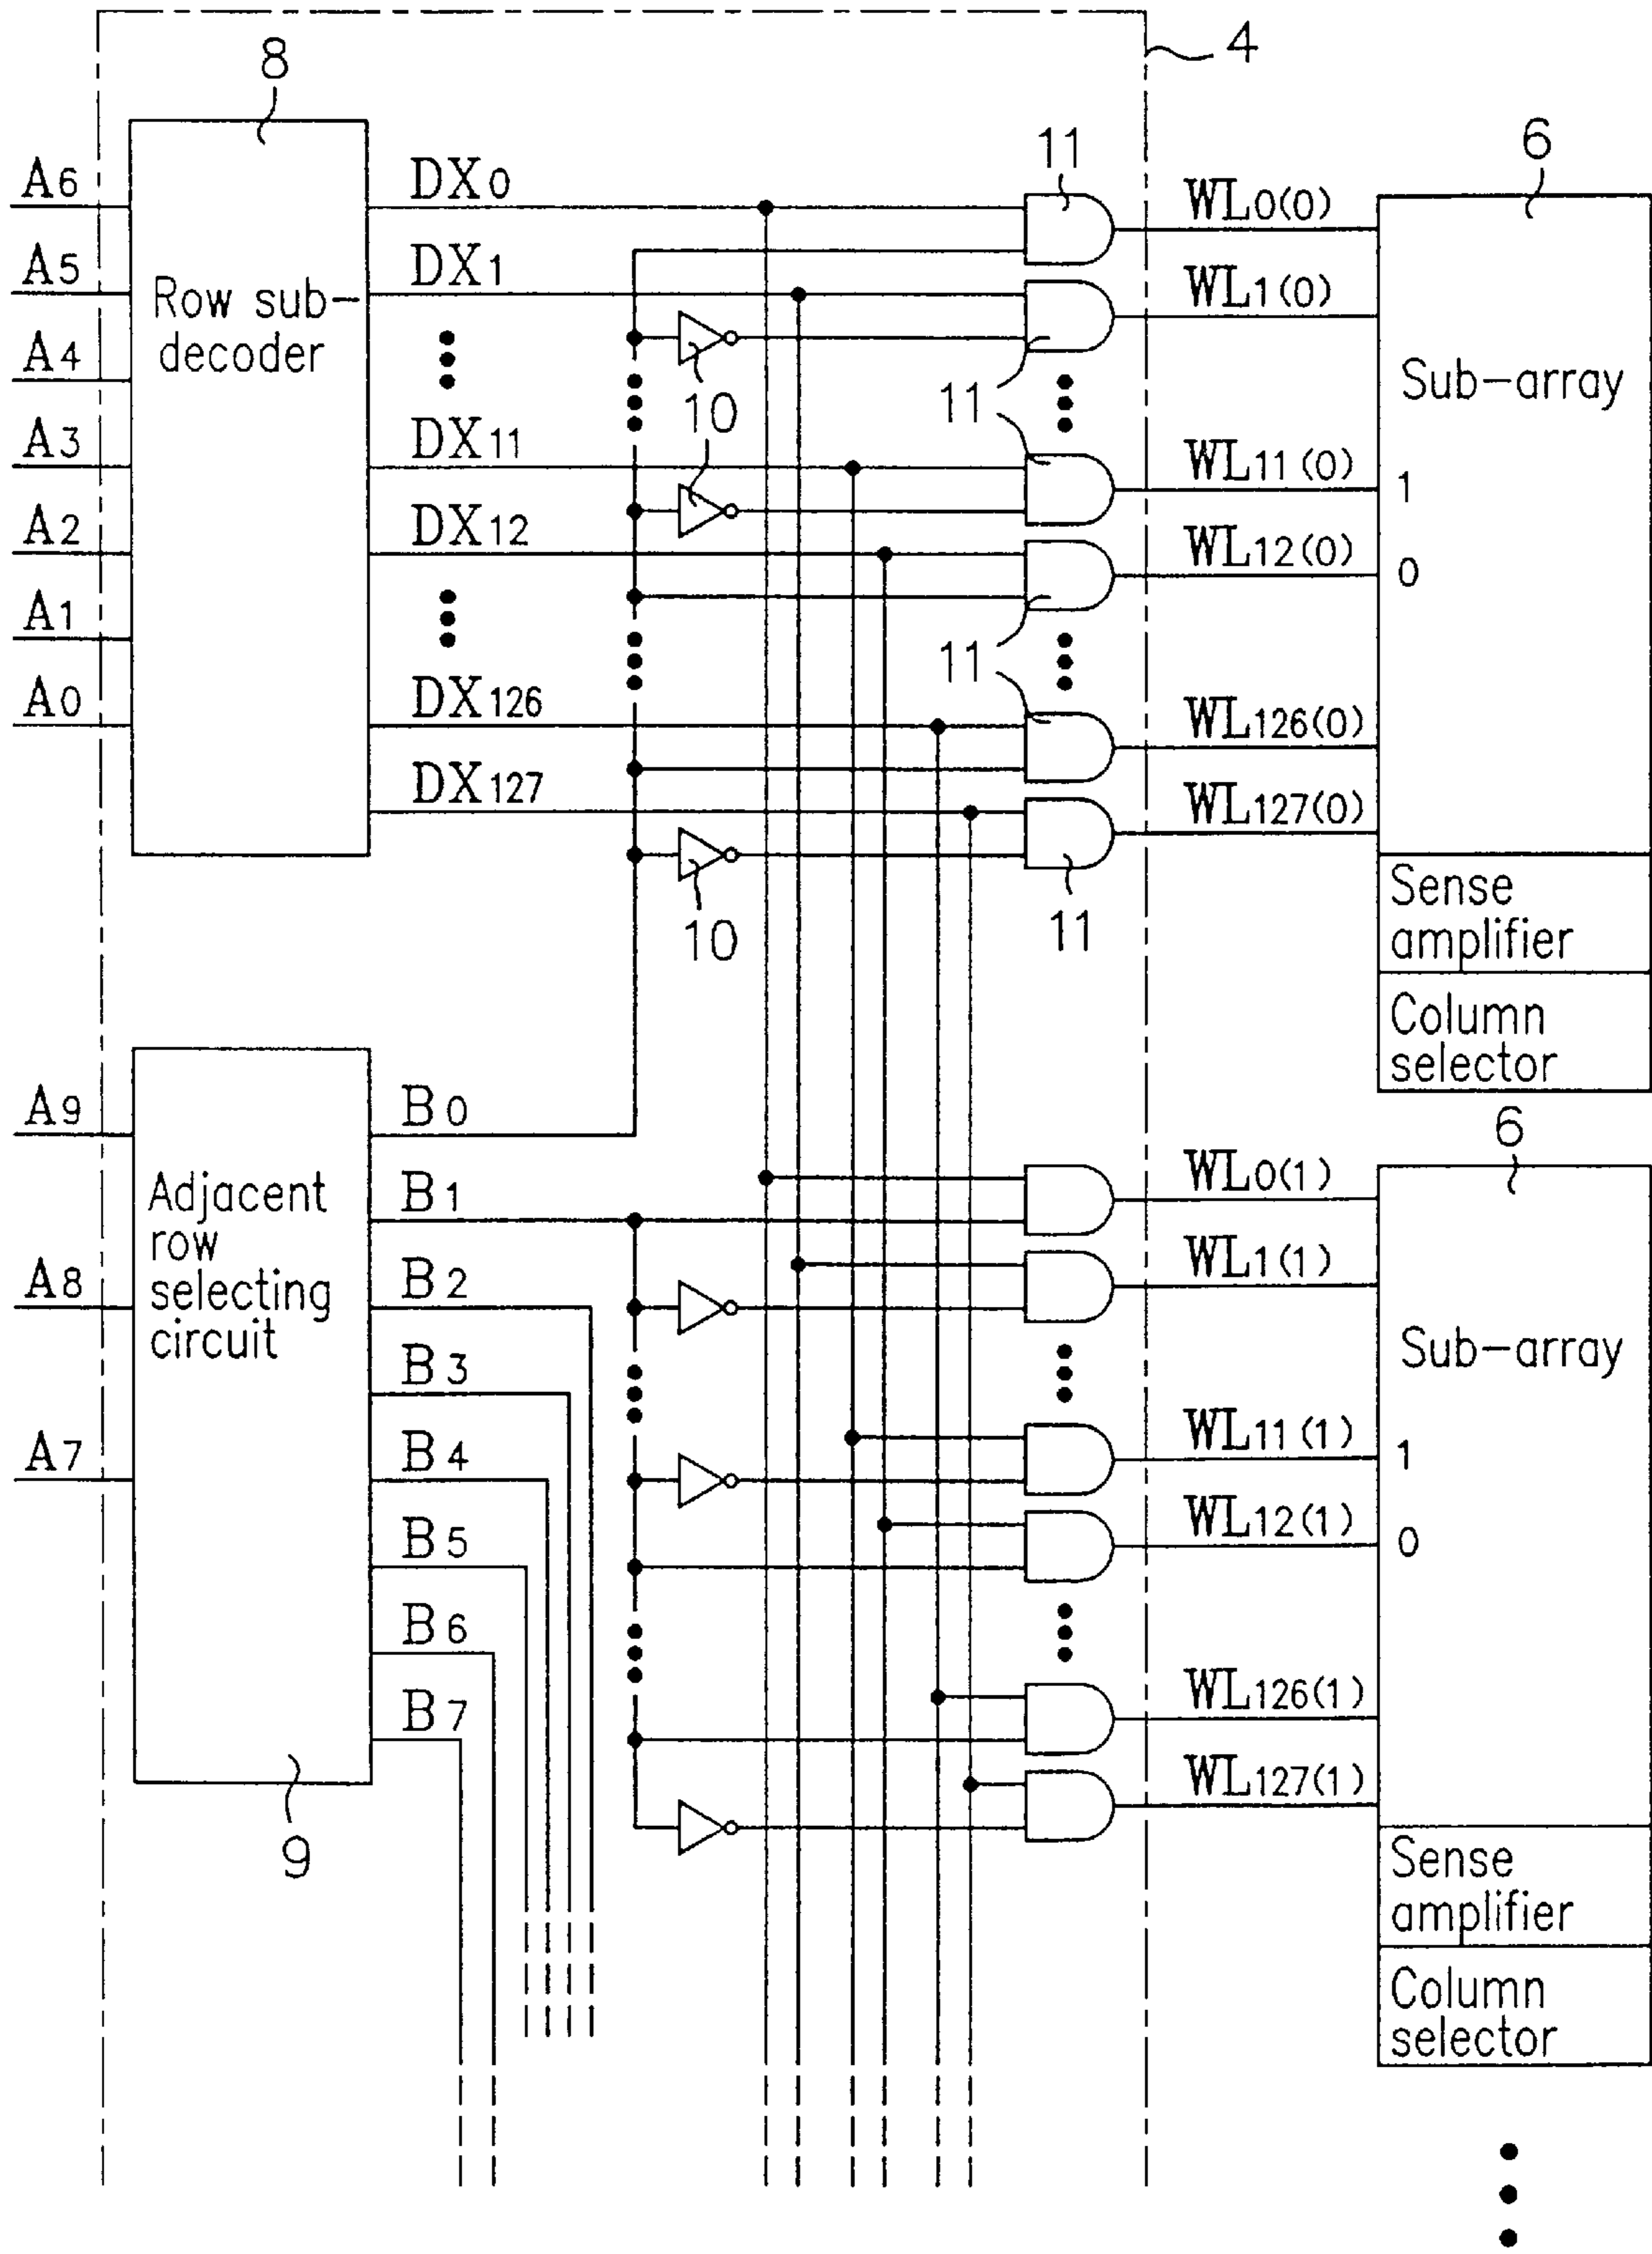 4
8
11
6
A6
DX0
WL0(0)
A5
DX1
WL1(0)
Row sub-
decoder
A4
10
11
Sub-array
A3
DX11
11
WL11(0)
1
A2
DX12
10
WL12(0)
0
A1
11
A0
DX126
WL126(0)
DX127
WL127(0)
10
11
Sense
amplifier
Column
selector
A9
B0
6
B1
WL0(1)
Adjacent
row
selecting
circuit
A8
B2
WL1(1)
B3
Sub-array
A7
B4
WL11(1)
1
B5
WL12(1)
0
B6
WL126(1)
B7
WL127(1)
9
Sense
amplifier
Column
selector